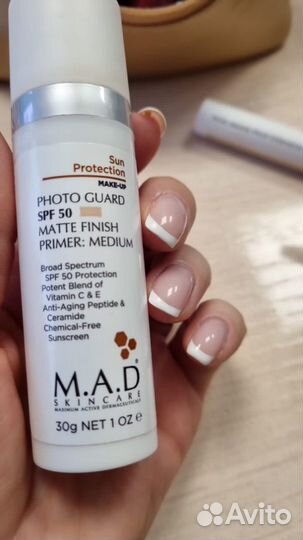 Sun
Protection
MAKE-UP
PHOTO GUARD
SPF 50
MATTE FINISH
PRIMER: MEDIUM
Broad Spectrum
SPF 50 Protection
Potent Blend of
Vitamin C & E
Anti-Aging Peptide &
Ceramide
Chemical-Free
Sunscreen
M.A.D®
SKINCARE
MAXIMUM ACTIVE DERMACEUTICALS
30g NET 1 OZ ℮
Avito